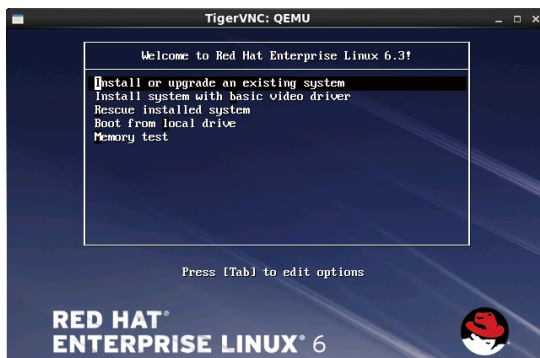 TigerVNC: QEMU
Welcome to Red Hat Enterprise Linux 6.3!
Install or upgrade an existing system
Install system with basic video driver
Rescue installed system
Boot from local drive
Memory test
Press [Tab] to edit options
RED HAT®
ENTERPRISE LINUX® 6